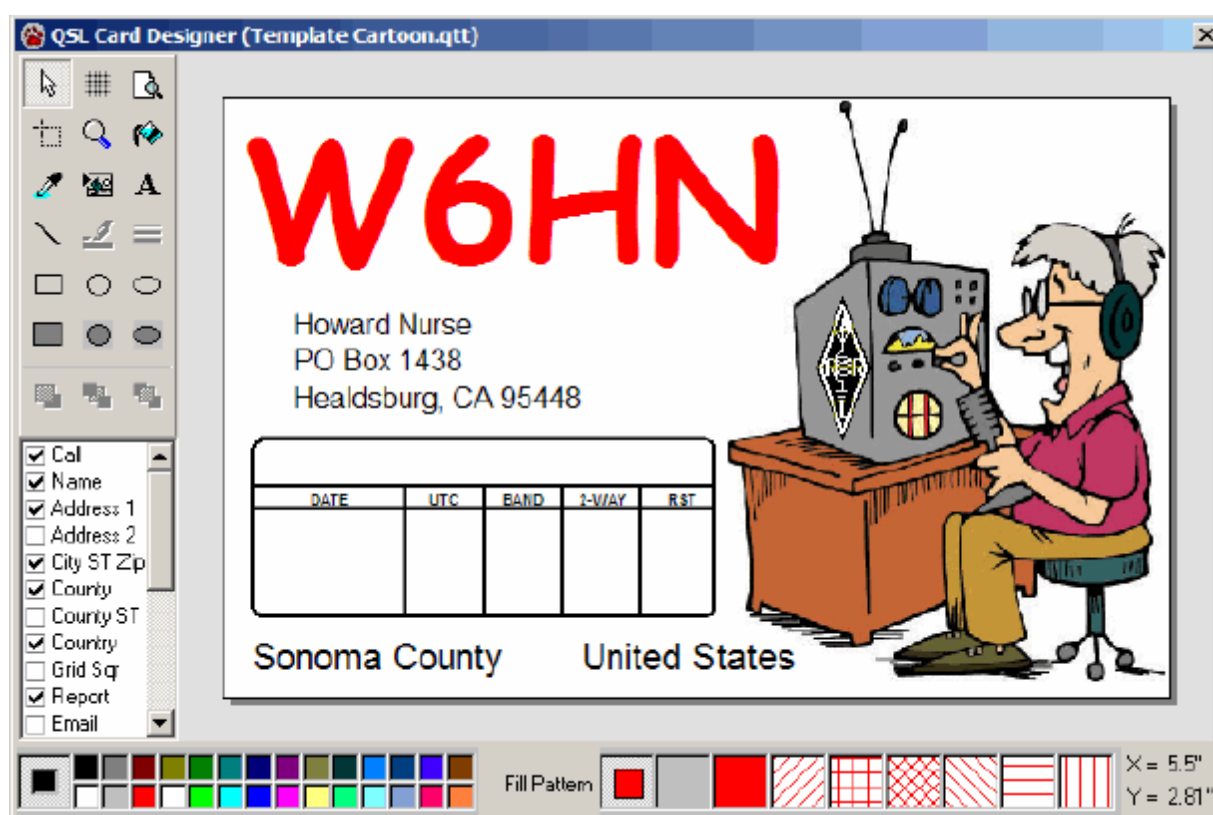 QSL Card Designer (Template Cartoon.qtt)
W6HN
Howard Nurse
PO Box 1438
Healdsburg, CA 95448
DATE UTC BAND 2-WAY RST
Sonoma County United States
Call
Name
Address 1
Address 2
City ST Zip
County
County ST
Country
Grid Sqr
Report
Email
Fill Pattern
X = 5.5"
Y = 2.81"